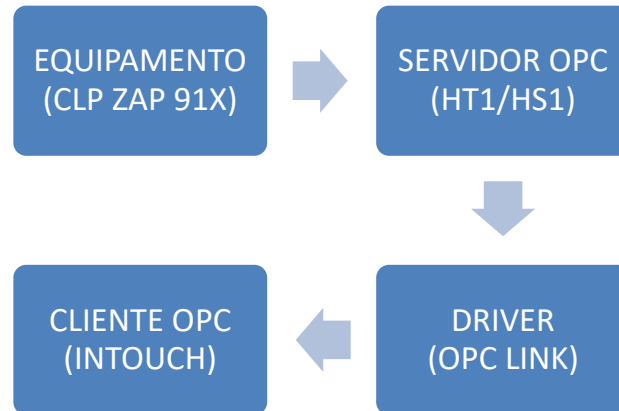 EQUIPAMENTO
(CLP ZAP 91X)
SERVIDOR OPC
(HT1/HS1)
DRIVER
(OPC LINK)
CLIENTE OPC
(INTOUCH)